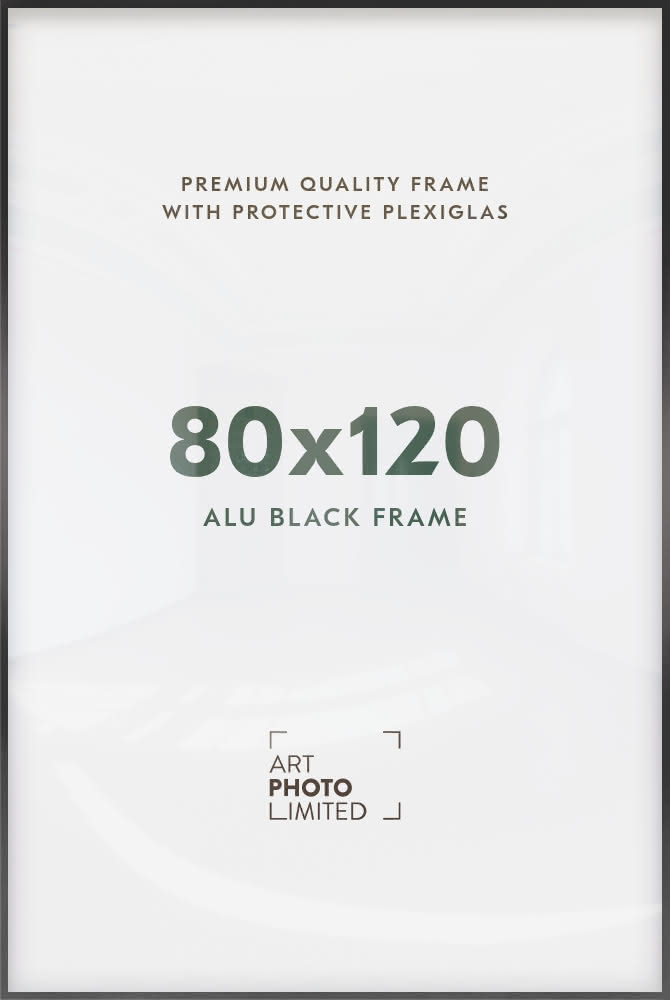 PREMIUM QUALITY FRAME
WITH PROTECTIVE PLEXIGLAS
80x120
ALU BLACK FRAME
ART
PHOTO
LIMITED